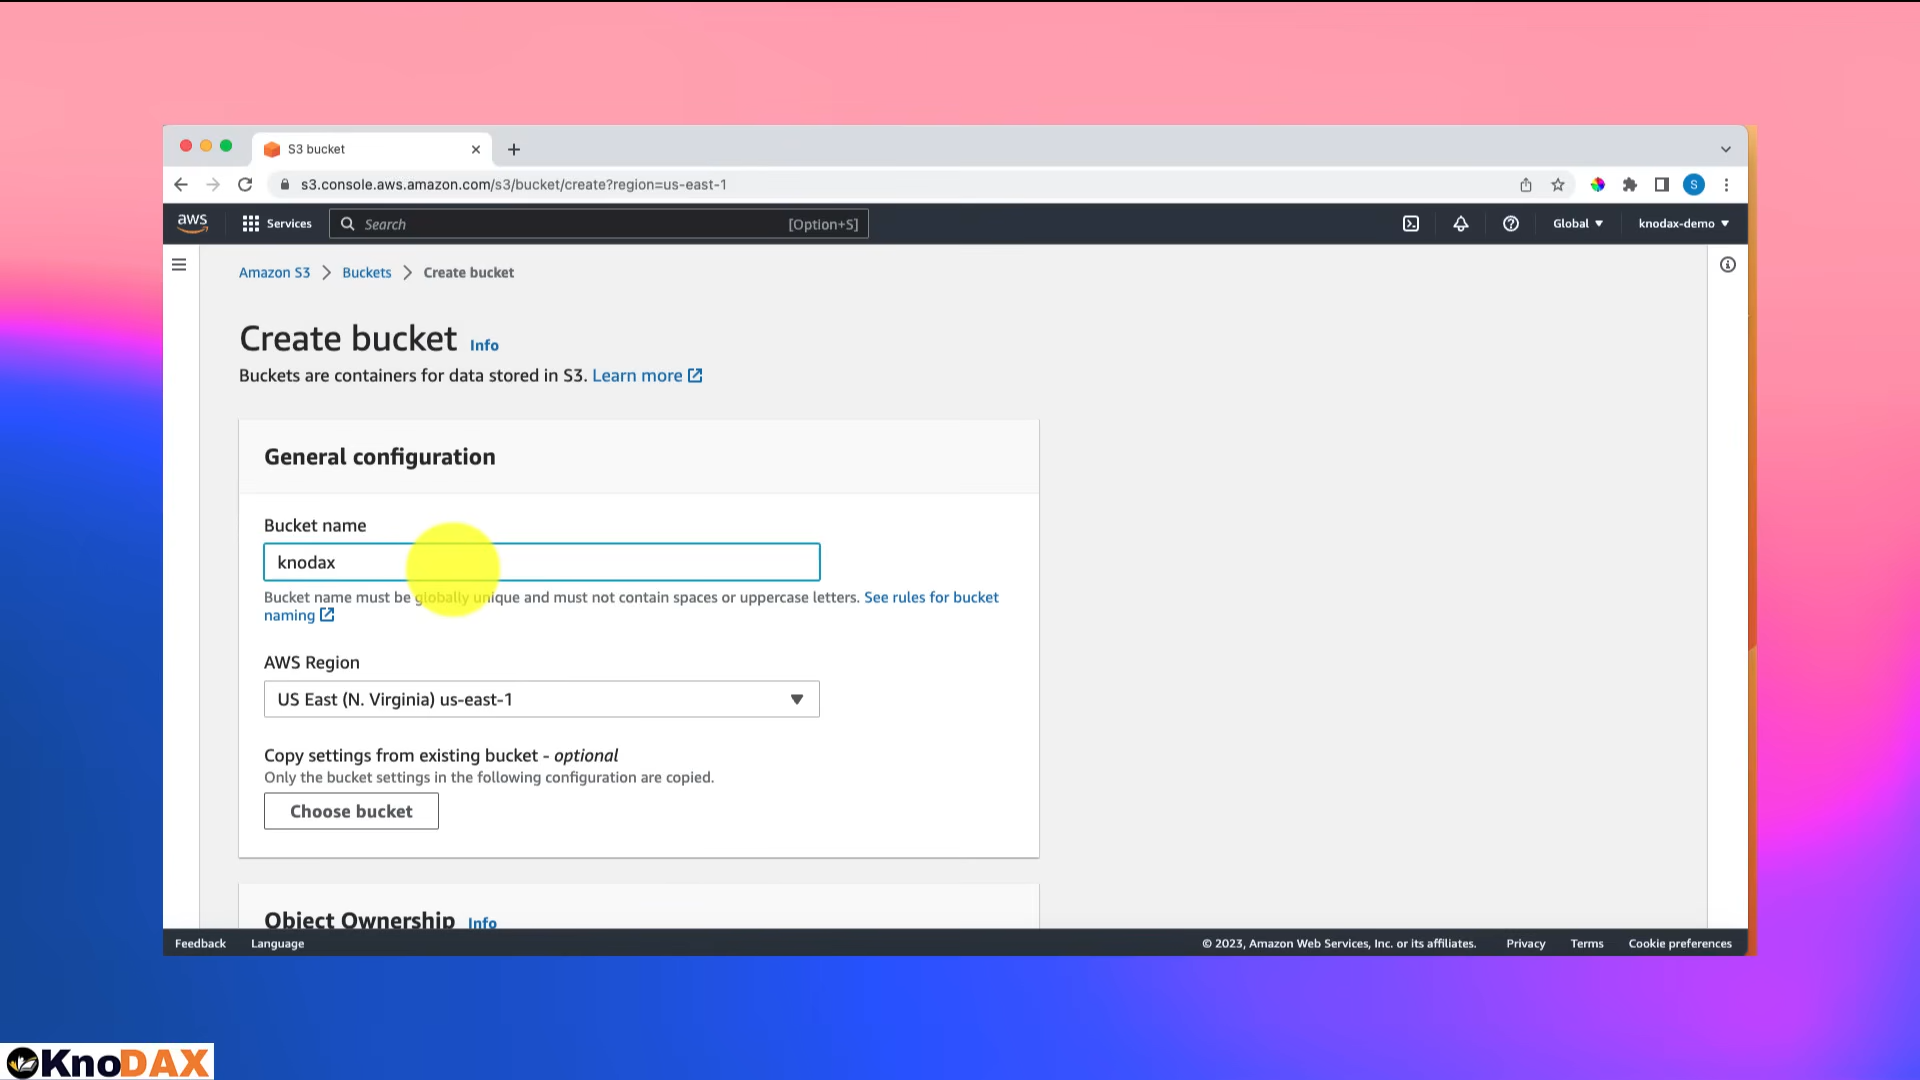 S3 bucket
s3.console.aws.amazon.com/s3/bucket/create?region=us-east-1
S
aws
Services
Search
[Option+S]
Global
knodax-demo
Amazon S3
Buckets
Create bucket
Create bucket Info
Buckets are containers for data stored in S3. Learn more
General configuration
Bucket name
knodax
Bucket name must be globally unique and must not contain spaces or uppercase letters. See rules for bucket
naming
AWS Region
US East (N. Virginia) us-east-1
Copy settings from existing bucket - optional
Only the bucket settings in the following configuration are copied.
Choose bucket
Object Ownership Info
Feedback
Language
© 2023, Amazon Web Services, Inc. or its affiliates.
Privacy
Terms
Cookie preferences
KnoDAX